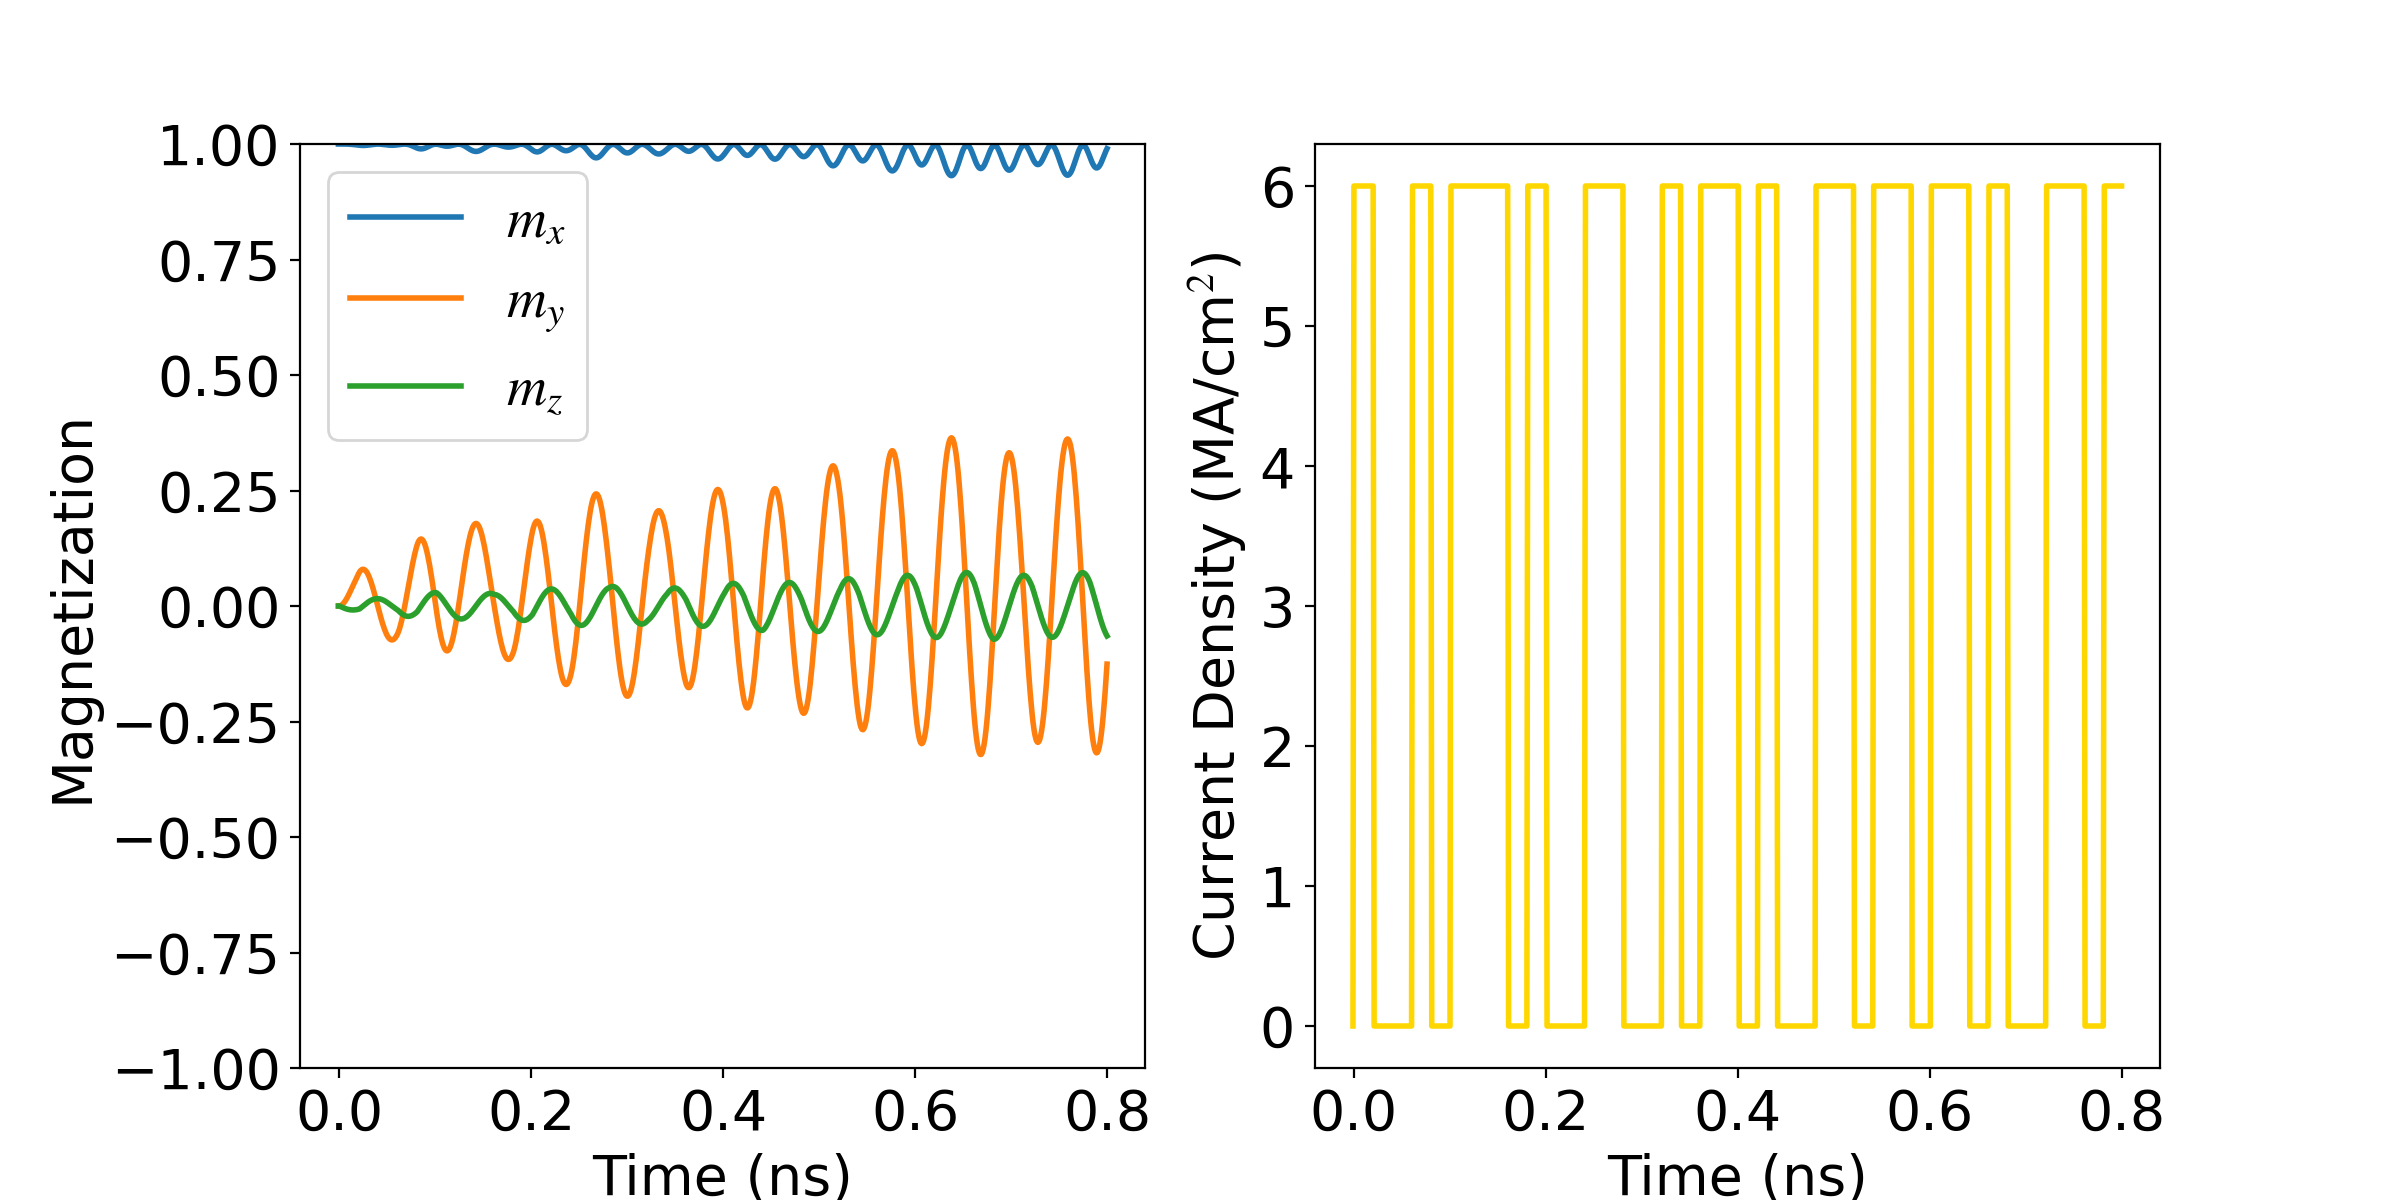 Magnetization
1.00
0.75
0.50
0.25
0.00
−0.25
−0.50
−0.75
−1.00
m_x
m_y
m_z
0.0 0.2 0.4 0.6 0.8
Time (ns)
Current Density (MA/cm²)
6
5
4
3
2
1
0
0.0 0.2 0.4 0.6 0.8
Time (ns)